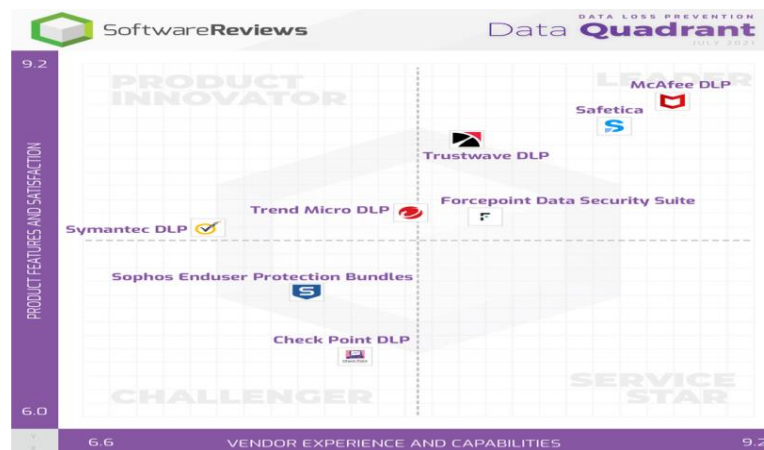 SoftwareReviews
DATA LOSS PREVENTION
Data Quadrant
JULY 2021
9.2
PRODUCT INNOVATOR
LEADER
McAfee DLP
Safetica
Trustwave DLP
Forcepoint Data Security Suite
Trend Micro DLP
Symantec DLP
Sophos Enduser Protection Bundles
Check Point DLP
CHALLENGER
SERVICE STAR
PRODUCT FEATURES AND SATISFACTION
6.0
6.6
VENDOR EXPERIENCE AND CAPABILITIES
9.2